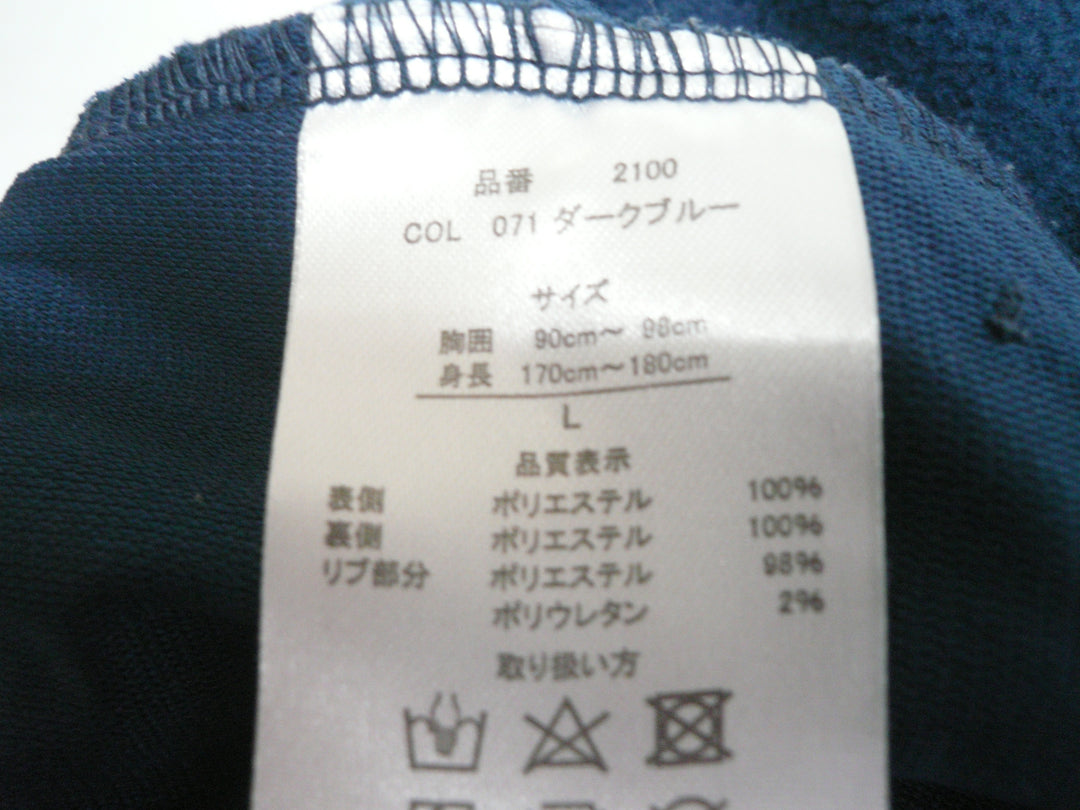 品番 2100
COL 071 ダークブルー
サイズ
胸囲 90cm～ 98cm
身長 170cm～180cm
L
品質表示
表側 ポリエステル 100%
裏側 ポリエステル 100%
リブ部分 ポリエステル 98%
ポリウレタン 2%
取り扱い方